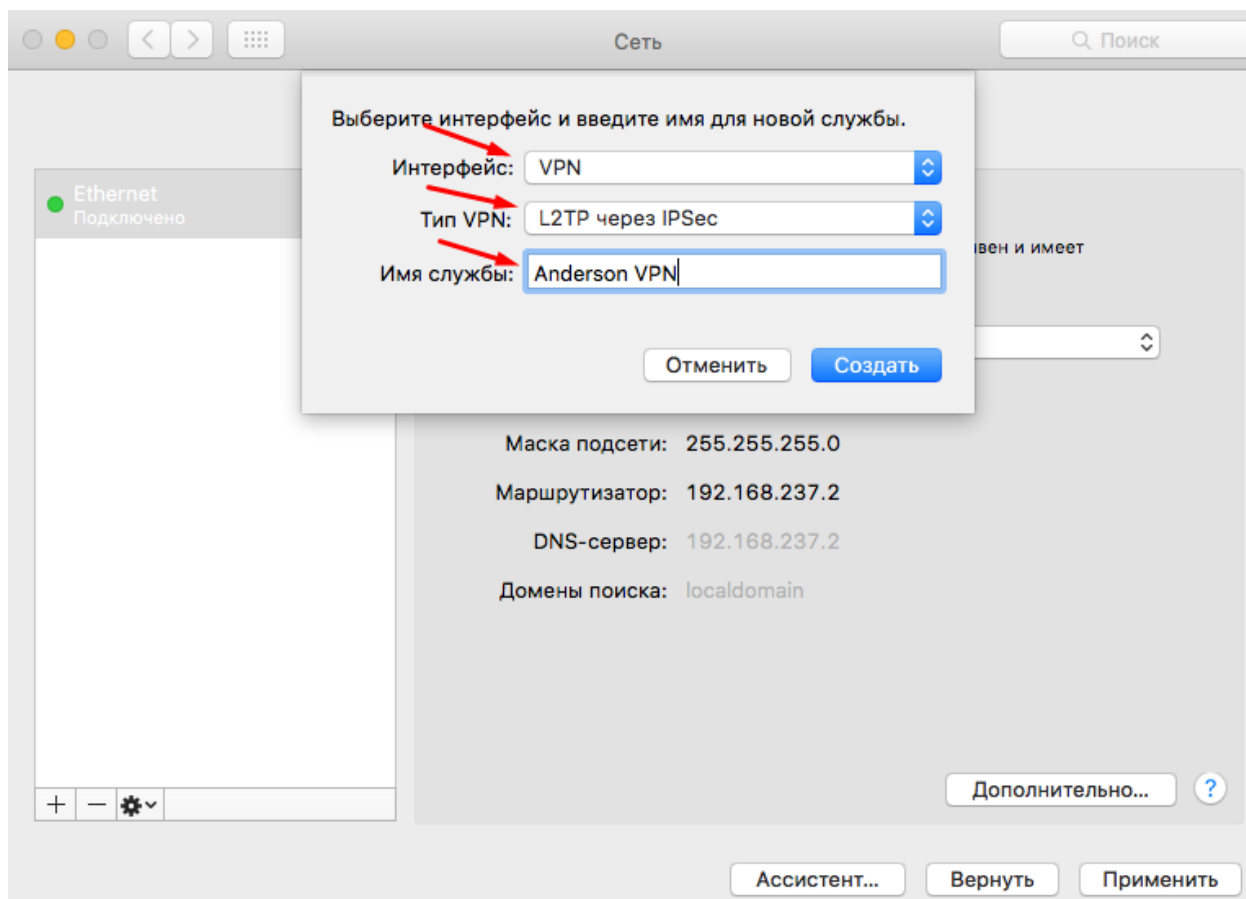 Сеть
Поиск
Выберите интерфейс и введите имя для новой службы.
Интерфейс: VPN
Тип VPN: L2TP через IPSec
Имя службы: Anderson VPN
Отменить
Создать
Ethernet
Подключено
и имеет
Маска подсети: 255.255.255.0
Маршрутизатор: 192.168.237.2
DNS-сервер: 192.168.237.2
Домены поиска: localdomain
Дополнительно... ?
Ассистент...
Вернуть
Применить